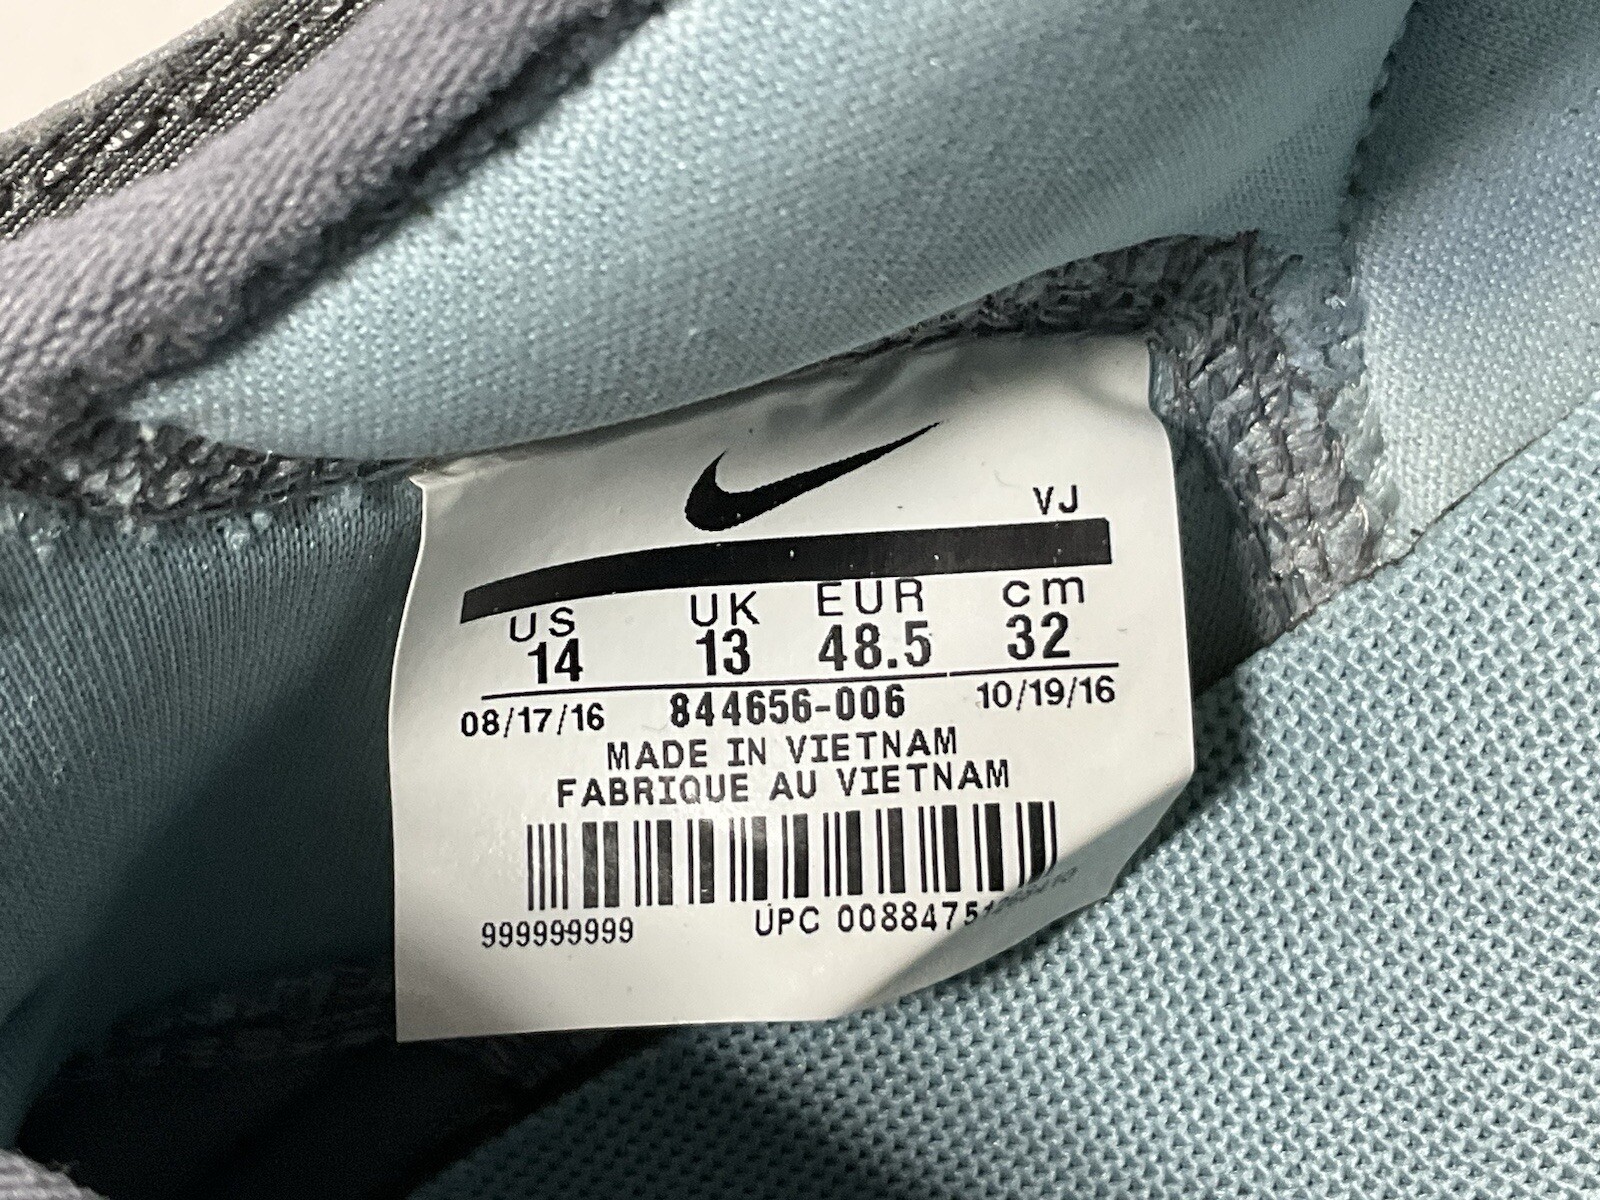 VJ
US UK EUR cm
14 13 48.5 32
08/17/16 844656-006 10/19/16
MADE IN VIETNAM
FABRIQUE AU VIETNAM
999999999 UPC 00884751